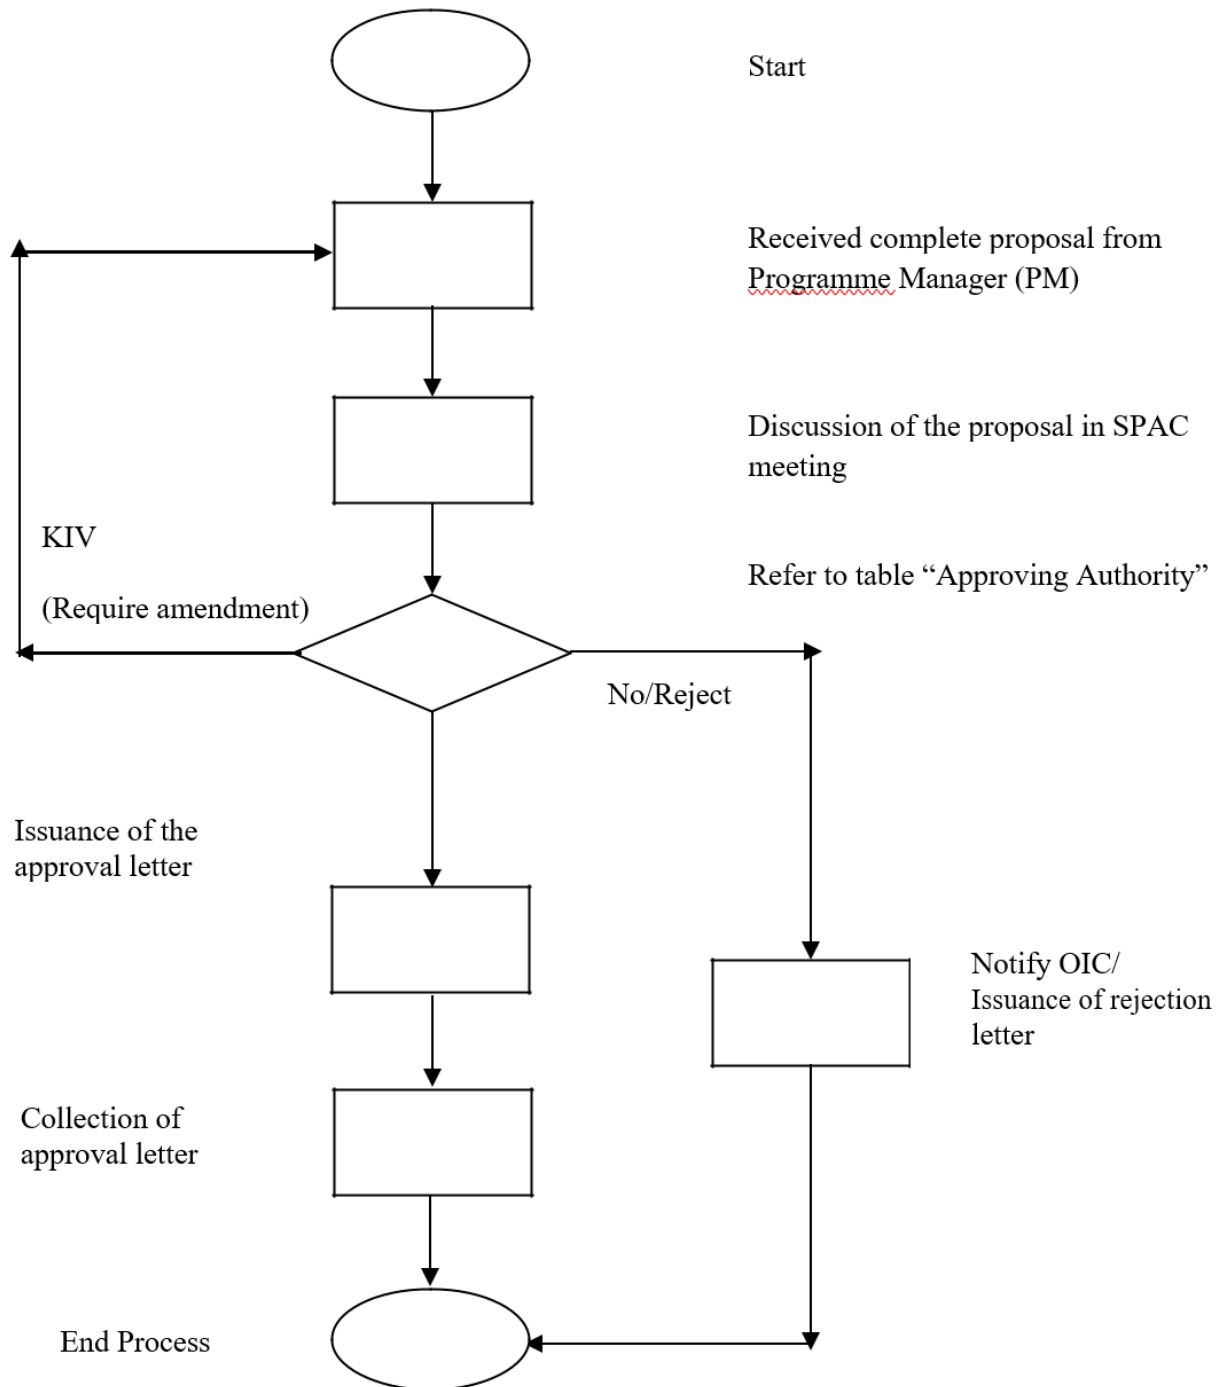 Start
Received complete proposal from
Programme Manager (PM)
Discussion of the proposal in SPAC
meeting
KIV
(Require amendment)
Refer to table “Approving Authority”
No/Reject
Issuance of the
approval letter
Notify OIC/
Issuance of rejection
letter
Collection of
approval letter
End Process